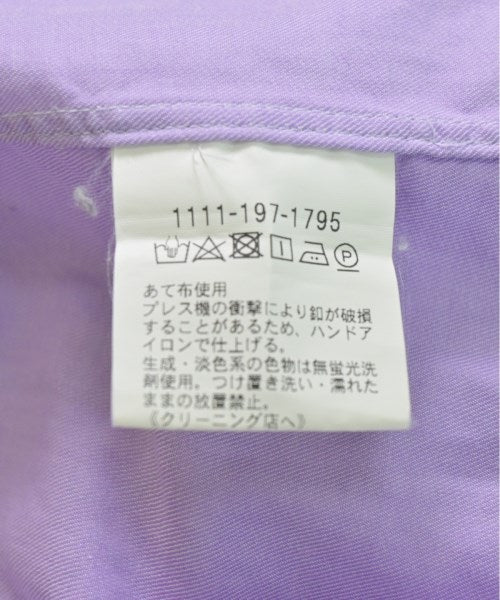 1111-197-1795
P
あて布使用
プレス機の衝撃により釦が破損
することがあるため、ハンドア
イロンで仕上げる。
生成・淡色系の色物は無蛍光洗
剤使用。つけ置き洗い・濡れた
ままの放置禁止。
《クリーニング店へ》